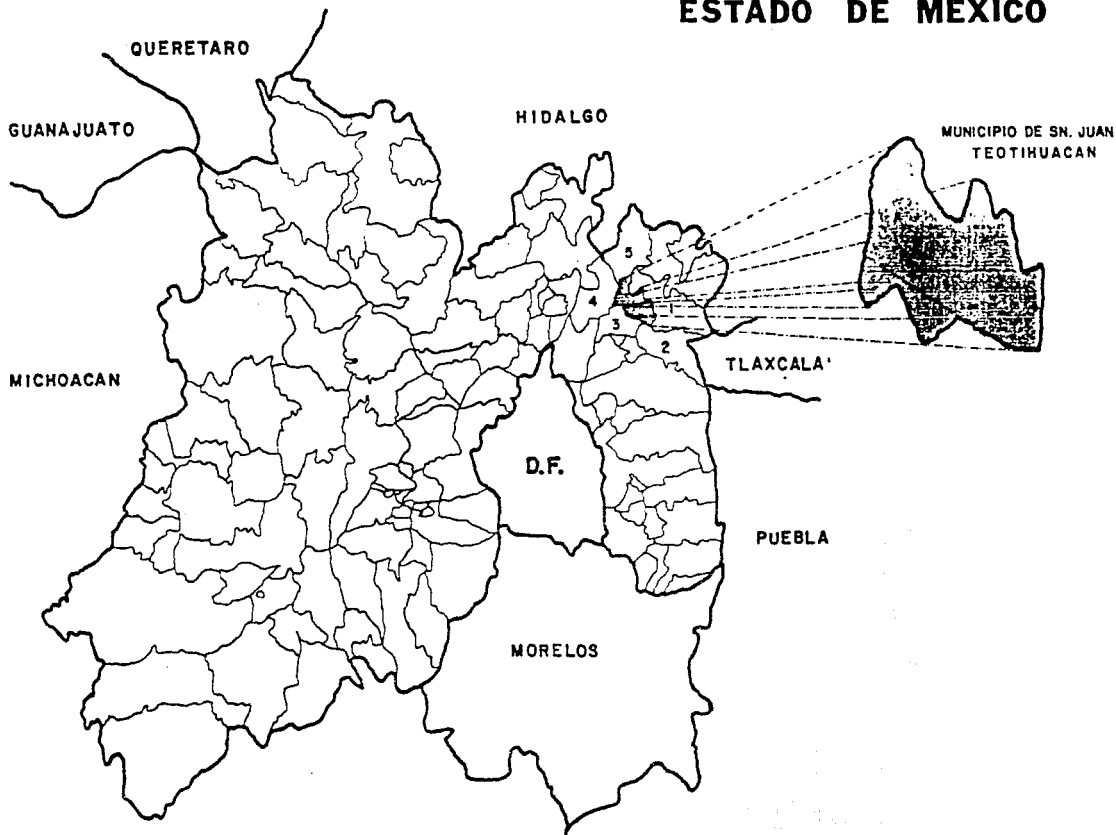 ESTADO DE MEXICO
QUERETARO
GUANAJUATO
HIDALGO
MUNICIPIO DE SN. JUAN
TEOTIHUACAN
5
4
1
3
2
TLAXCALA
MICHOACAN
D.F.
PUEBLA
MORELOS